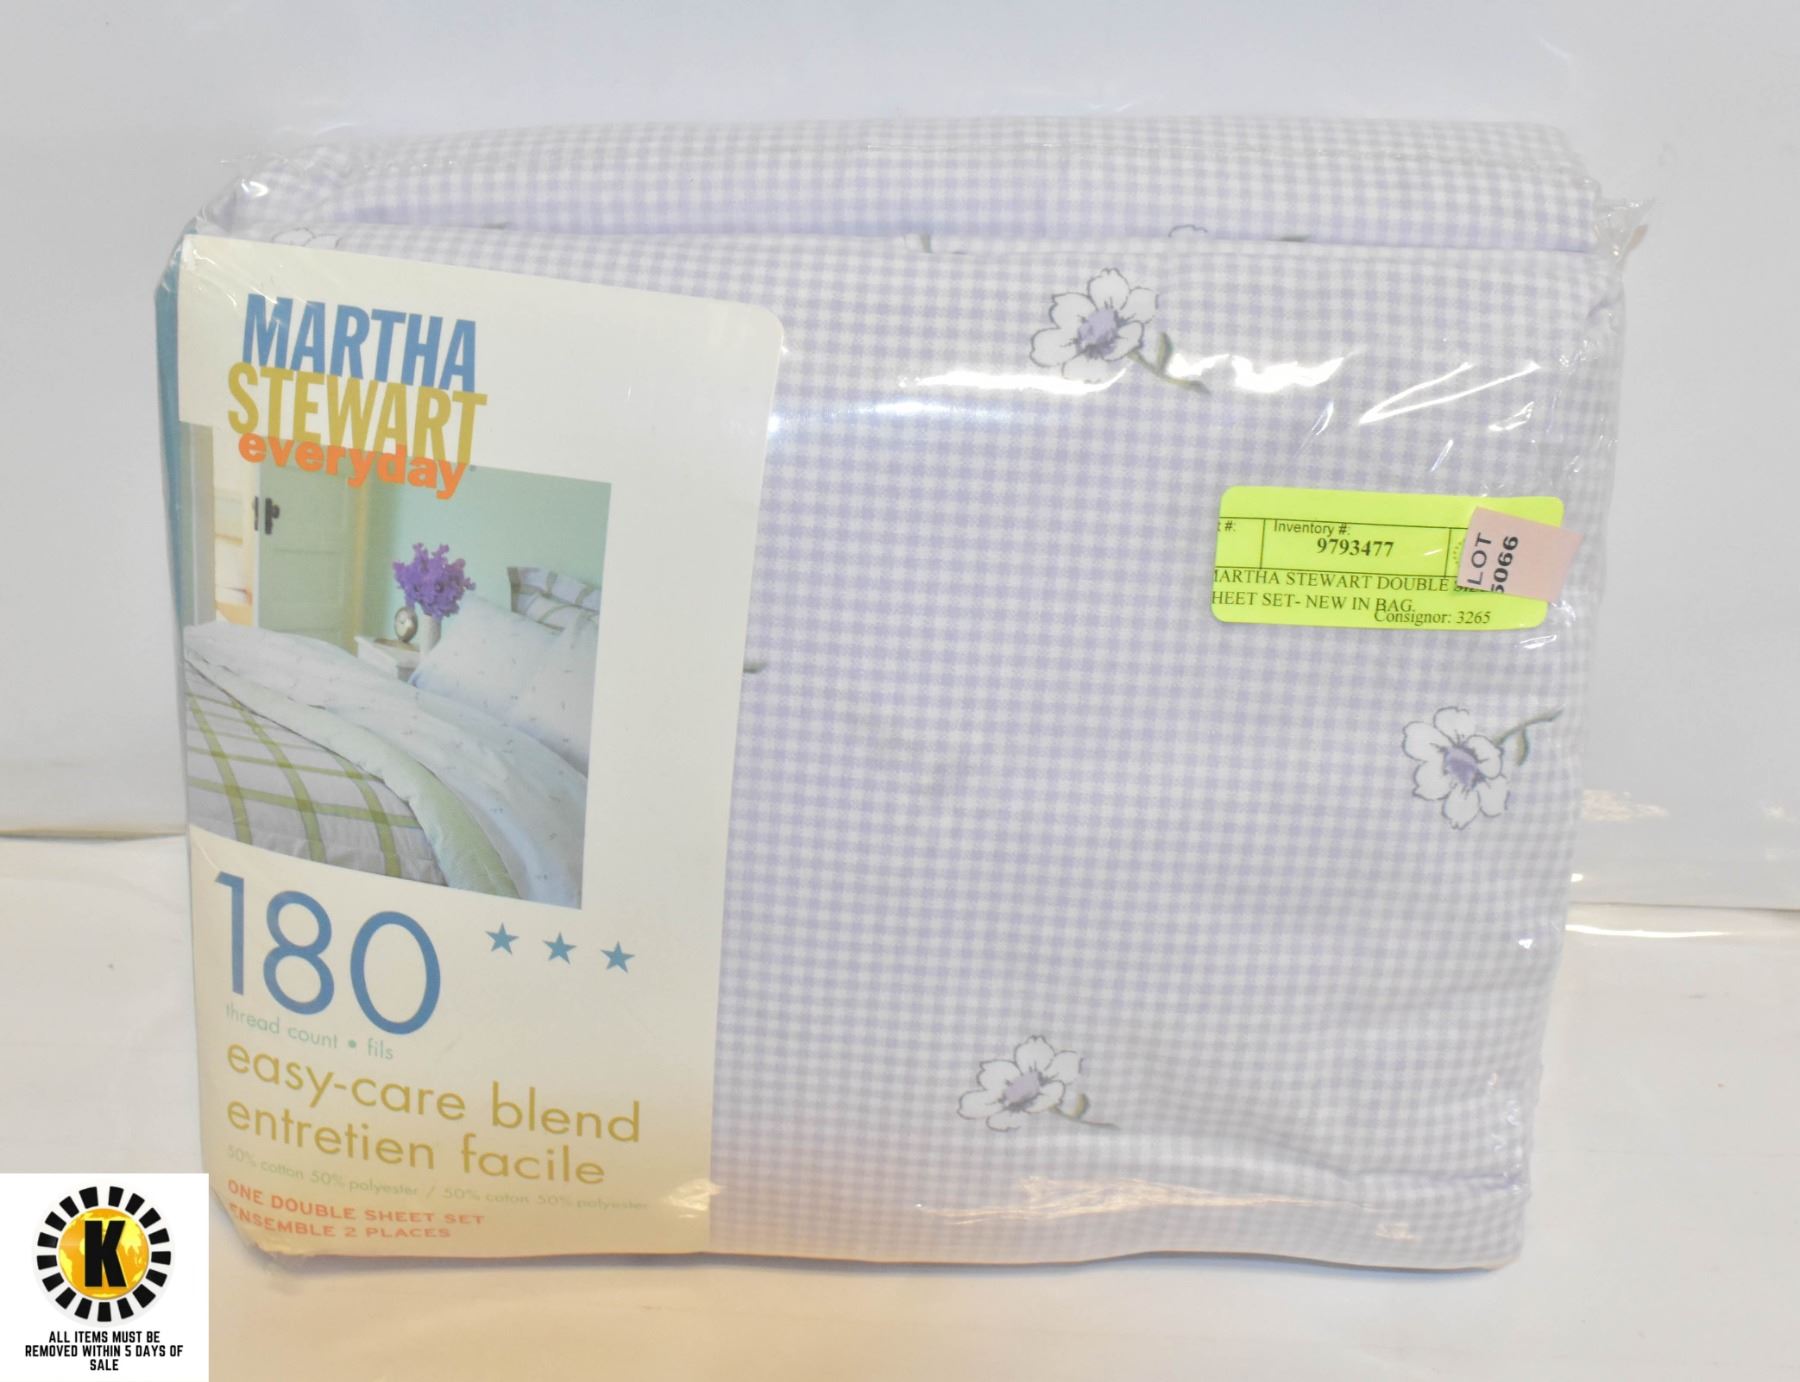 MARTHA
STEWART
everyday
180
thread count • fils
easy-care blend
entretien facile
50% cotton 50% polyester / 50% coton 50% polyester
ONE DOUBLE SHEET SET
ENSEMBLE 2 PLACES
#:
Inventory #:
9793477
MARTHA STEWART DOUBLE
HEET SET- NEW IN BAG.
Consignor: 3265
LOT
5066
K
ALL ITEMS MUST BE
REMOVED WITHIN 5 DAYS OF
SALE